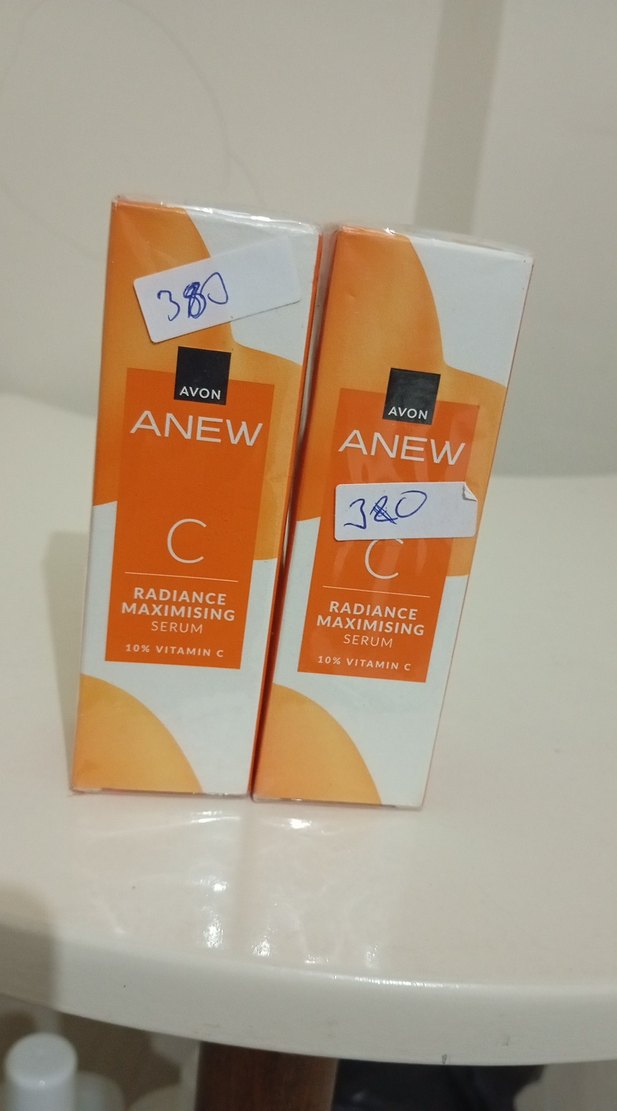 380
AVON
ANEW
C
RADIANCE
MAXIMISING
SERUM
10% VITAMIN C
AVON
ANEW
380
C
RADIANCE
MAXIMISING
SERUM
10% VITAMIN C